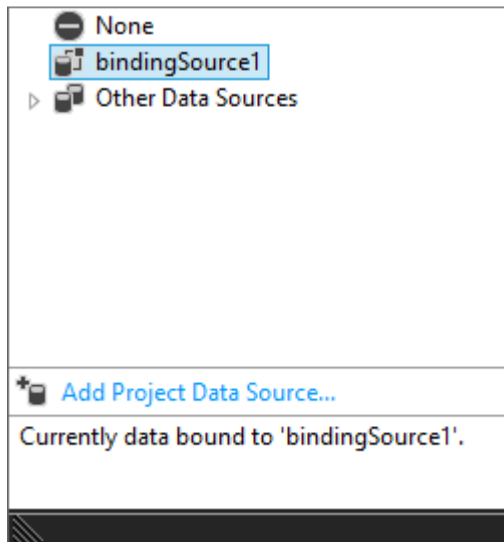 None
bindingSource1
Other Data Sources
Add Project Data Source...
Currently data bound to 'bindingSource1'.